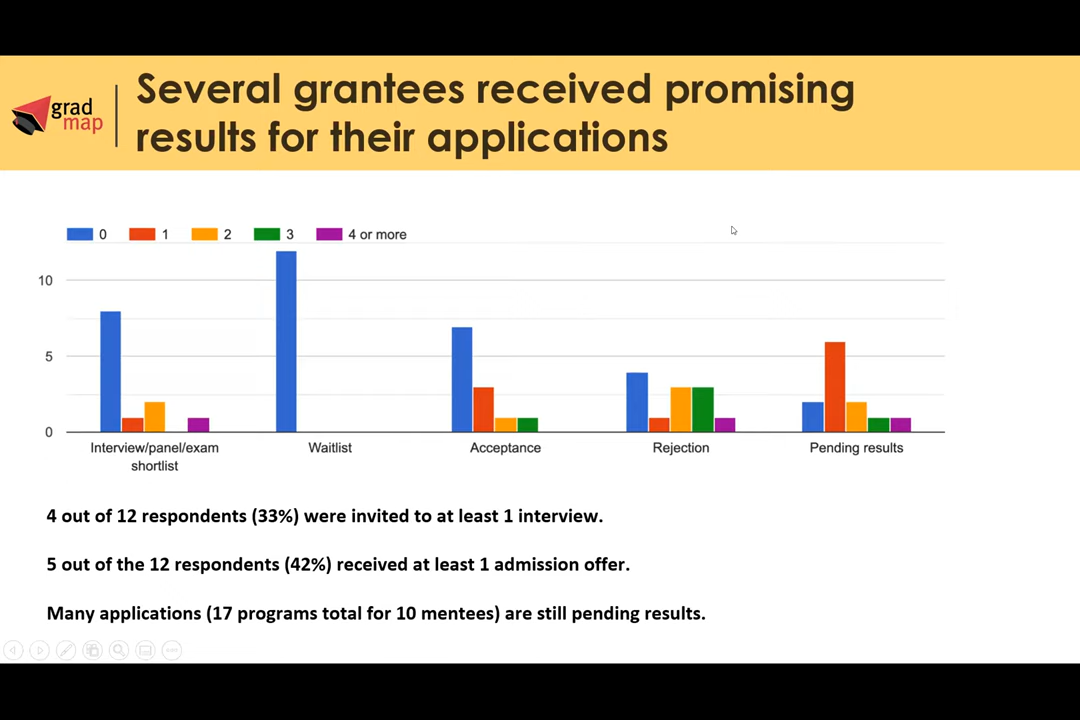 grad
map
Several grantees received promising
results for their applications
0 1 2 3 4 or more
10
5
0
Interview/panel/exam
shortlist
Waitlist
Acceptance
Rejection
Pending results
4 out of 12 respondents (33%) were invited to at least 1 interview.
5 out of the 12 respondents (42%) received at least 1 admission offer.
Many applications (17 programs total for 10 mentees) are still pending results.